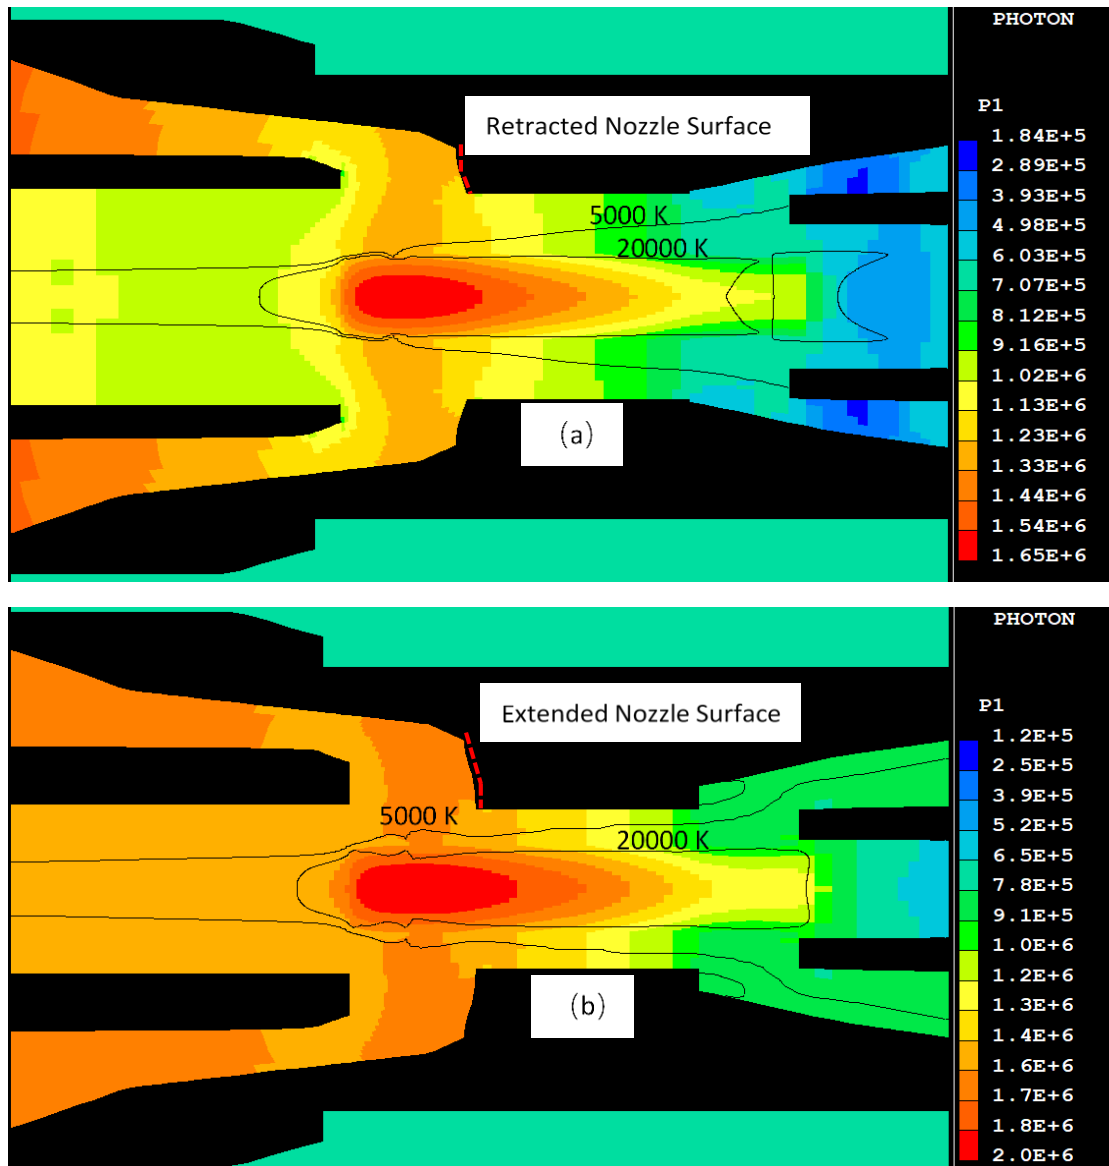 PHOTON
Retracted Nozzle Surface
P1
1.84E+5
2.89E+5
3.93E+5
4.98E+5
6.03E+5
7.07E+5
8.12E+5
9.16E+5
1.02E+6
1.13E+6
1.23E+6
1.33E+6
1.44E+6
1.54E+6
1.65E+6
5000 K
20000 K
(a)
PHOTON
Extended Nozzle Surface
P1
1.2E+5
2.5E+5
3.9E+5
5.2E+5
6.5E+5
7.8E+5
9.1E+5
1.0E+6
1.2E+6
1.3E+6
1.4E+6
1.6E+6
1.7E+6
1.8E+6
2.0E+6
5000 K
20000 K
(b)